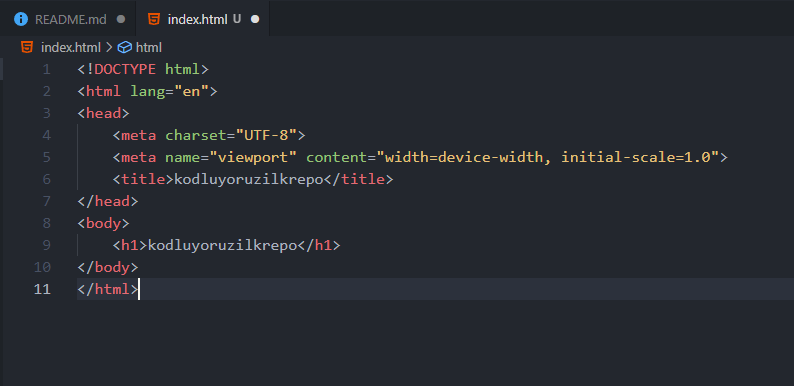 README.md index.html U
index.html > html
1 <!DOCTYPE html>
2 <html lang="en">
3 <head>
4 <meta charset="UTF-8">
5 <meta name="viewport" content="width=device-width, initial-scale=1.0">
6 <title>kodluyoruzilkrepo</title>
7 </head>
8 <body>
9 <h1>kodluyoruzilkrepo</h1>
10 </body>
11 </html>